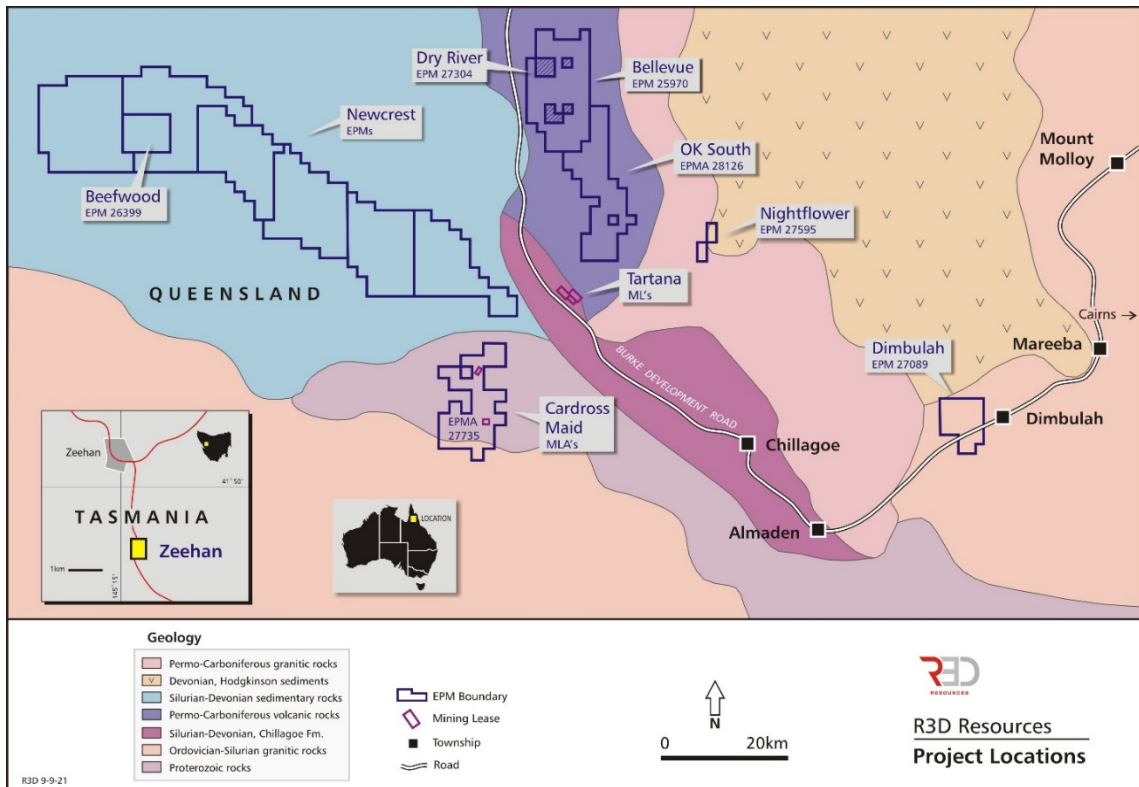 Dry River
EPM 27304
Bellevue
EPM 25970
Newcrest
EPMs
Mount
Molloy
OK South
EPMA 28126
Beefwood
EPM 26399
Nightflower
EPM 27595
QUEENSLAND
Tartana
ML's
Cairns →
Mareeba
Dimbulah
EPM 27089
BURKE DEVELOPMENT ROAD
EPMA
27735
Cardross
Maid
MLA's
Dimbulah
Chillagoe
Almaden
Zeehan
41° 50'
TASMANIA
Zeehan
1km
145° 15'
LOCATION
Geology
Permo-Carboniferous granitic rocks
Devonian, Hodgkinson sediments
Silurian-Devonian sedimentary rocks
Permo-Carboniferous volcanic rocks
Silurian-Devonian, Chillagoe Fm.
Ordovician-Silurian granitic rocks
Proterozoic rocks
EPM Boundary
Mining Lease
Township
Road
N
0 20km
R3D
RESOURCES
R3D Resources
Project Locations
R3D 9-9-21